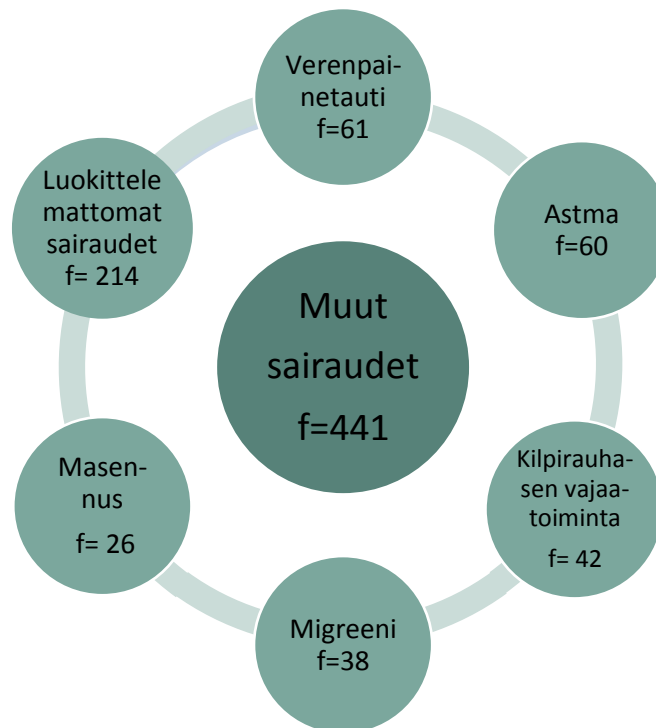 Verenpai-
netauti
f=61
Astma
f=60
Kilpirauha-
sen vajaa-
toiminta
f= 42
Migreeni
f=38
Masen-
nus
f= 26
Luokittele
mattomat
sairaudet
f= 214
Muut
sairaudet
f=441